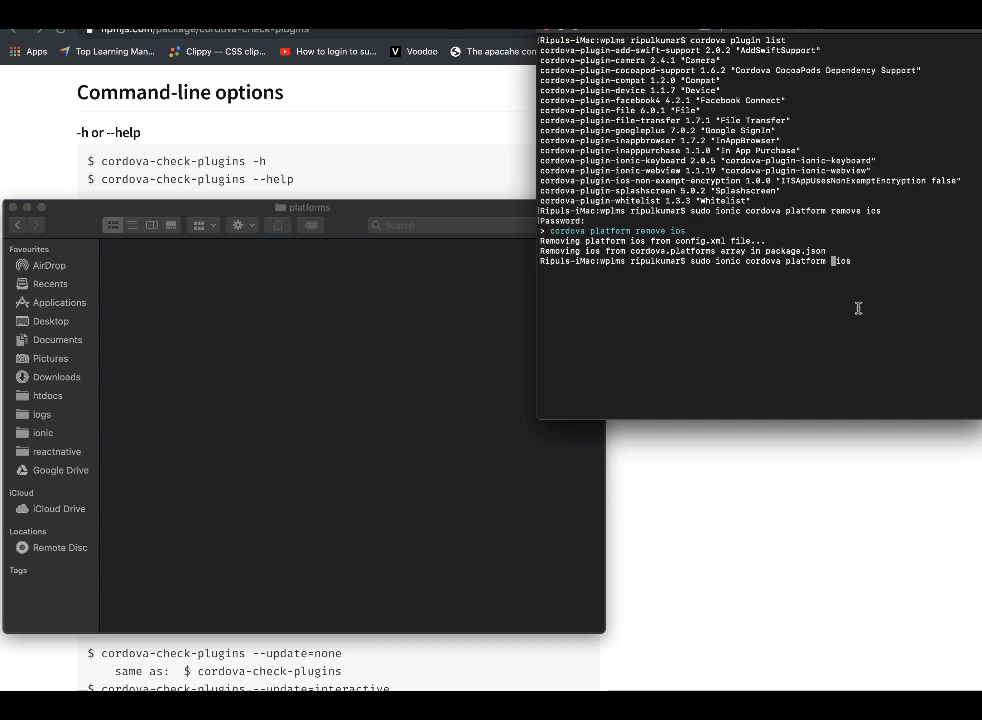 npmjs.com/package/cordova-check-plugins
Apps
Top Learning Man...
Clippy — CSS clip...
How to login to su...
V Voodoo
The apacahe co
Command-line options
-h or --help
$ cordova-check-plugins -h
$ cordova-check-plugins --help
Ripuls-iMac:wplms ripulkumar$ cordova plugin list
cordova-plugin-add-swift-support 2.0.2 "AddSwiftSupport"
cordova-plugin-camera 2.4.1 "Camera"
cordova-plugin-cocoapod-support 1.6.2 "Cordova CocoaPods Dependency Support"
cordova-plugin-compat 1.2.0 "Compat"
cordova-plugin-device 1.1.7 "Device"
cordova-plugin-facebook4 4.2.1 "Facebook Connect"
cordova-plugin-file 6.0.1 "File"
cordova-plugin-file-transfer 1.7.1 "File Transfer"
cordova-plugin-googleplus 7.0.2 "Google SignIn"
cordova-plugin-inappbrowser 1.7.2 "InAppBrowser"
cordova-plugin-inapppurchase 1.1.0 "In App Purchase"
cordova-plugin-ionic-keyboard 2.0.5 "cordova-plugin-ionic-keyboard"
cordova-plugin-ionic-webview 1.1.19 "cordova-plugin-ionic-webview"
cordova-plugin-ios-non-exempt-encryption 1.0.0 "ITSAppUsesNonExemptEncryption false"
cordova-plugin-splashscreen 5.0.2 "Splashscreen"
cordova-plugin-whitelist 1.3.3 "Whitelist"
Ripuls-iMac:wplms ripulkumar$ sudo ionic cordova platform remove ios
Password:
> cordova platform remove ios
Removing platform ios from config.xml file...
Removing ios from cordova.platforms array in package.json
Ripuls-iMac:wplms ripulkumar$ sudo ionic cordova platform ios
platforms
Search
Favourites
AirDrop
Recents
Applications
Desktop
Documents
Pictures
Downloads
htdocs
logs
ionic
reactnative
Google Drive
iCloud
iCloud Drive
Locations
Remote Disc
Tags
$ cordova-check-plugins --update=none
same as: $ cordova-check-plugins
$ cordova-check-plugins --update=interactive